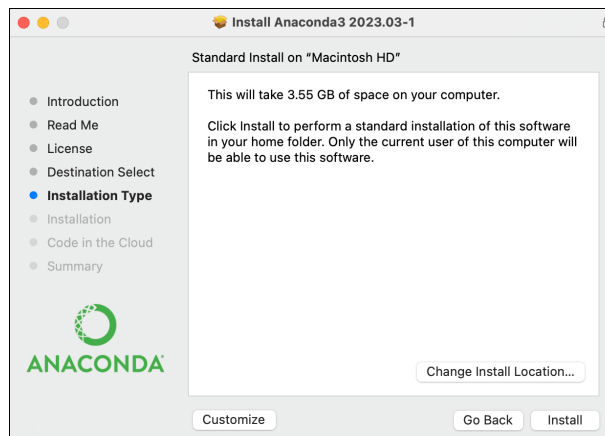 Install Anaconda3 2023.03-1
Standard Install on “Macintosh HD”
Introduction
Read Me
License
Destination Select
Installation Type
Installation
Code in the Cloud
Summary
ANACONDA
This will take 3.55 GB of space on your computer.
Click Install to perform a standard installation of this software
in your home folder. Only the current user of this computer will
be able to use this software.
Change Install Location...
Customize
Go Back
Install